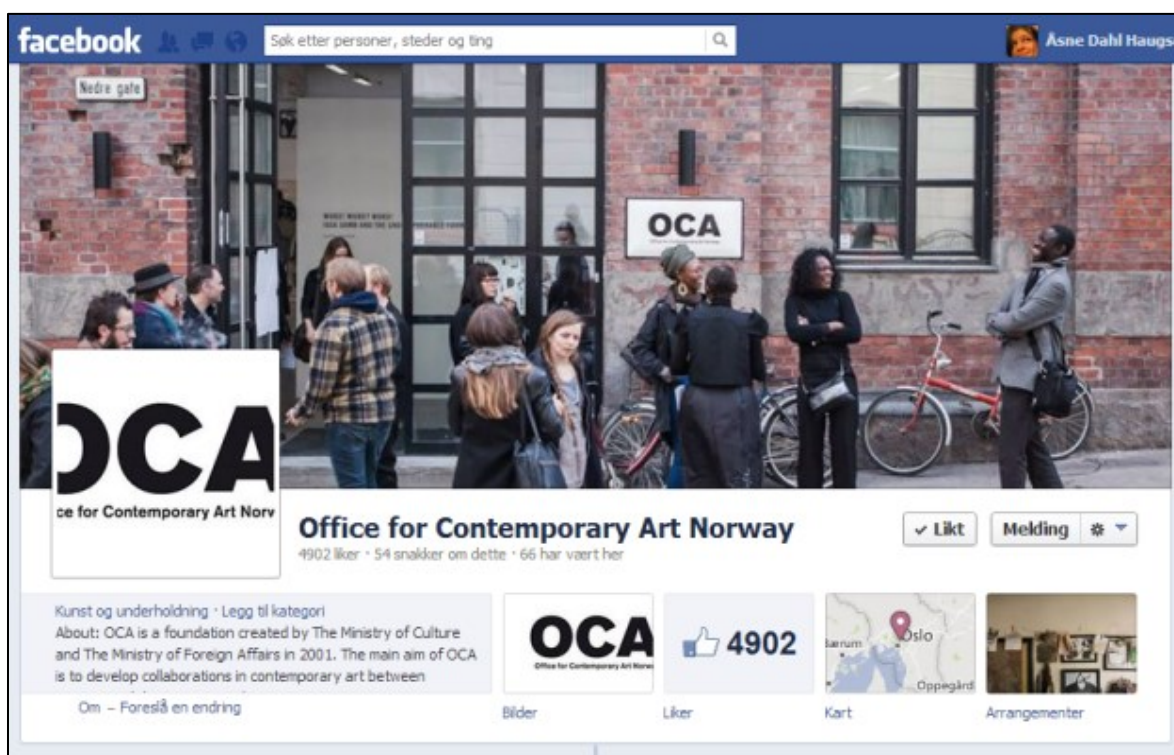 facebook
Søk etter personer, steder og ting
Åsne Dahl Haugs
Nedre gate
OCA
OCA
ce for Contemporary Art Norv
Office for Contemporary Art Norway
4902 liker · 54 snakker om dette · 66 har vært her
✓ Likt
Melding
Kunst og underholdning · Legg til kategori
About: OCA is a foundation created by The Ministry of Culture
and The Ministry of Foreign Affairs in 2001. The main aim of OCA
is to develop collaborations in contemporary art between
Om – Foreslå en endring
OCA
Office for Contemporary Art Norwa
4902
Bærum
Oslo
Oppegård
Bilder
Liker
Kart
Arrangementer